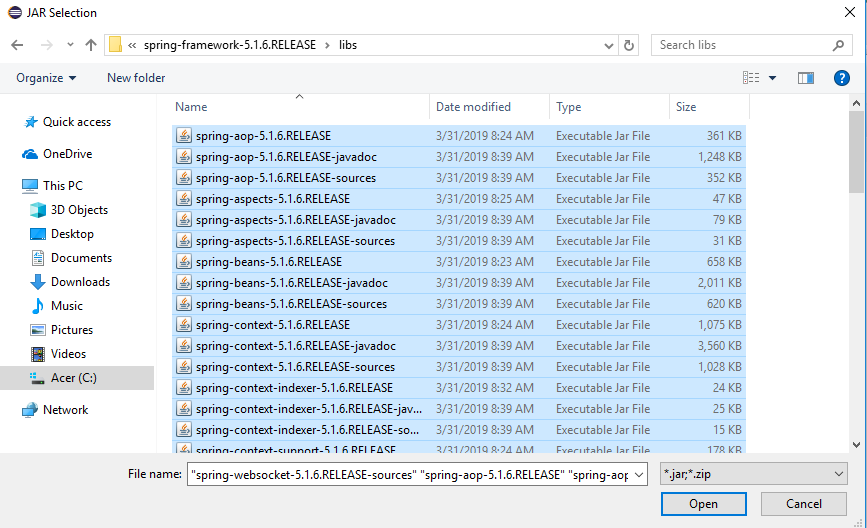 JAR Selection
« spring-framework-5.1.6.RELEASE > libs Search libs
Organize New folder
Name Date modified Type Size
Quick access
OneDrive
This PC
3D Objects
Desktop
Documents
Downloads
Music
Pictures
Videos
Acer (C:)
Network
spring-aop-5.1.6.RELEASE 3/31/2019 8:24 AM Executable Jar File 361 KB
spring-aop-5.1.6.RELEASE-javadoc 3/31/2019 8:39 AM Executable Jar File 1,248 KB
spring-aop-5.1.6.RELEASE-sources 3/31/2019 8:39 AM Executable Jar File 352 KB
spring-aspects-5.1.6.RELEASE 3/31/2019 8:25 AM Executable Jar File 47 KB
spring-aspects-5.1.6.RELEASE-javadoc 3/31/2019 8:39 AM Executable Jar File 79 KB
spring-aspects-5.1.6.RELEASE-sources 3/31/2019 8:39 AM Executable Jar File 31 KB
spring-beans-5.1.6.RELEASE 3/31/2019 8:23 AM Executable Jar File 658 KB
spring-beans-5.1.6.RELEASE-javadoc 3/31/2019 8:39 AM Executable Jar File 2,011 KB
spring-beans-5.1.6.RELEASE-sources 3/31/2019 8:39 AM Executable Jar File 620 KB
spring-context-5.1.6.RELEASE 3/31/2019 8:24 AM Executable Jar File 1,075 KB
spring-context-5.1.6.RELEASE-javadoc 3/31/2019 8:39 AM Executable Jar File 3,560 KB
spring-context-5.1.6.RELEASE-sources 3/31/2019 8:39 AM Executable Jar File 1,028 KB
spring-context-indexer-5.1.6.RELEASE 3/31/2019 8:32 AM Executable Jar File 24 KB
spring-context-indexer-5.1.6.RELEASE-jav... 3/31/2019 8:39 AM Executable Jar File 25 KB
spring-context-indexer-5.1.6.RELEASE-so... 3/31/2019 8:39 AM Executable Jar File 15 KB
spring-context-support-5.1.6.RELEASE 3/31/2019 8:24 AM Executable Jar File 178 KB
File name: "spring-websocket-5.1.6.RELEASE-sources" "spring-aop-5.1.6.RELEASE" "spring-aop *.jar;*.zip
Open Cancel